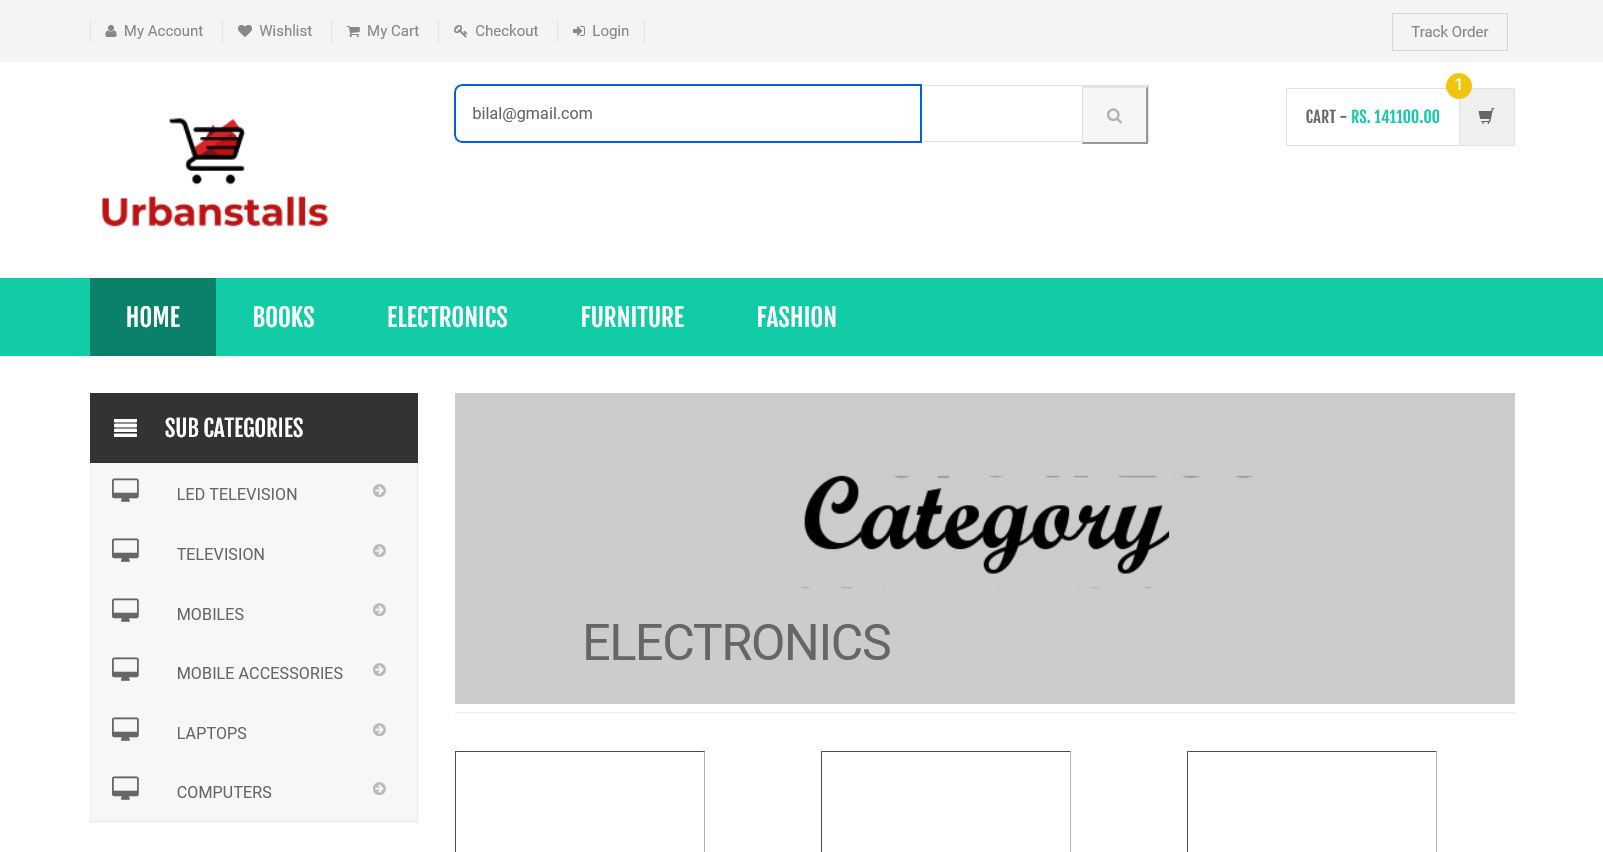 My Account
Wishlist
My Cart
Checkout
Login
Track Order
bilal@gmail.com
CART - RS. 141100.00
1
Urbanstalls
HOME
BOOKS
ELECTRONICS
FURNITURE
FASHION
SUB CATEGORIES
LED TELEVISION
TELEVISION
MOBILES
MOBILE ACCESSORIES
LAPTOPS
COMPUTERS
Category
ELECTRONICS